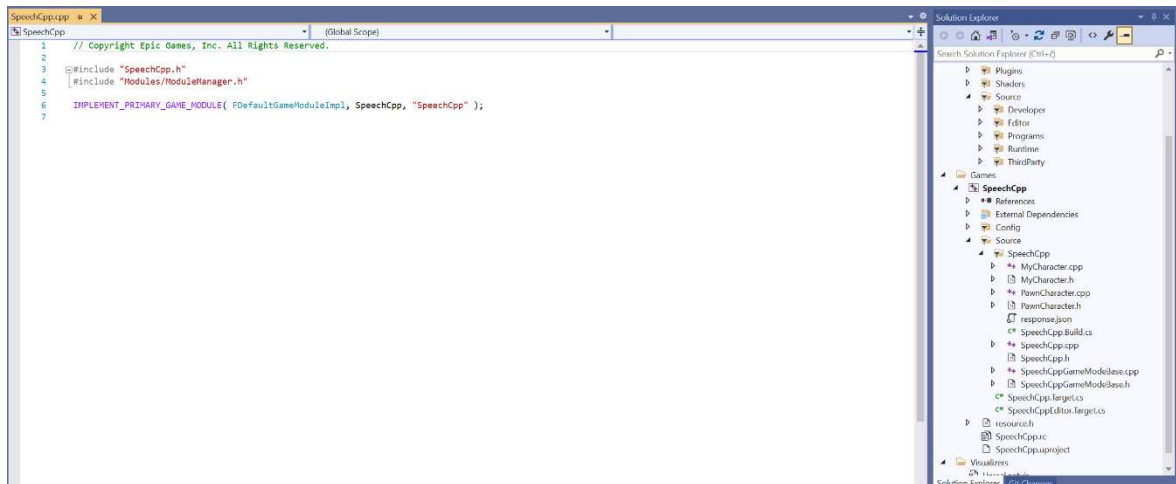 SpeechCpp.cpp
SpeechCpp
(Global Scope)
1 // Copyright Epic Games, Inc. All Rights Reserved.
2
3 #include "SpeechCpp.h"
4 #include "Modules/ModuleManager.h"
5
6 IMPLEMENT_PRIMARY_GAME_MODULE( FDefaultGameModuleImpl, SpeechCpp, "SpeechCpp" );
7
Solution Explorer
Search Solution Explorer (Ctrl+č)
Plugins
Shaders
Source
Developer
Editor
Programs
Runtime
ThirdParty
Games
SpeechCpp
References
External Dependencies
Config
Source
SpeechCpp
MyCharacter.cpp
MyCharacter.h
PawnCharacter.cpp
PawnCharacter.h
response.json
SpeechCpp.Build.cs
SpeechCpp.cpp
SpeechCpp.h
SpeechCppGameModeBase.cpp
SpeechCppGameModeBase.h
SpeechCpp.Target.cs
SpeechCppEditor.Target.cs
resource.h
SpeechCpp.rc
SpeechCpp.uproject
Visualizers
Solution Explorer Git Changes